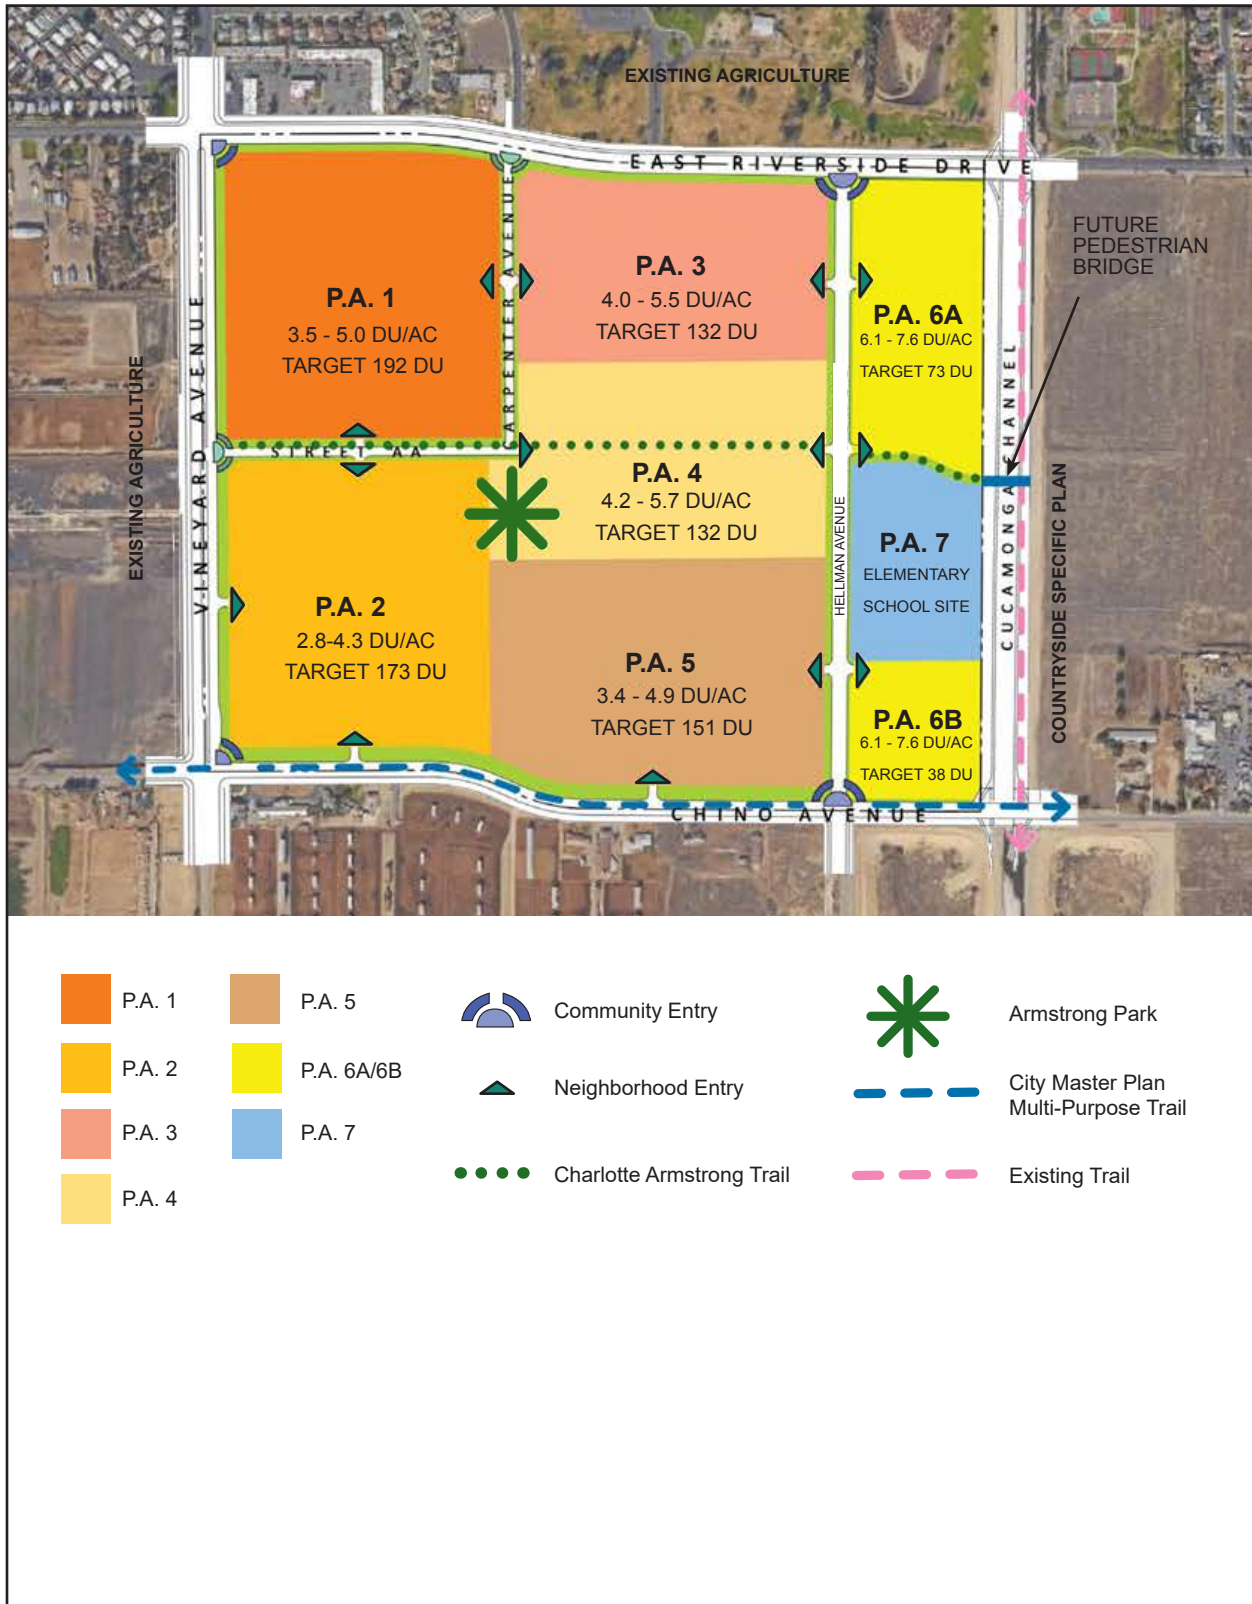 EXISTING AGRICULTURE
EAST RIVERSIDE DRIVE
FUTURE
PEDESTRIAN
BRIDGE
CARPENTER AVENUE
P.A. 1
3.5 - 5.0 DU/AC
TARGET 192 DU
P.A. 3
4.0 - 5.5 DU/AC
TARGET 132 DU
P.A. 6A
6.1 - 7.6 DU/AC
TARGET 73 DU
VINEYARD AVENUE
EXISTING AGRICULTURE
STREET AA
P.A. 4
4.2 - 5.7 DU/AC
TARGET 132 DU
HELLMAN AVENUE
P.A. 7
ELEMENTARY
SCHOOL SITE
CUCAMONGA CHANNEL
COUNTRYSIDE SPECIFIC PLAN
P.A. 2
2.8-4.3 DU/AC
TARGET 173 DU
P.A. 5
3.4 - 4.9 DU/AC
TARGET 151 DU
P.A. 6B
6.1 - 7.6 DU/AC
TARGET 38 DU
CHINO AVENUE
P.A. 1
P.A. 2
P.A. 3
P.A. 4
P.A. 5
P.A. 6A/6B
P.A. 7
Community Entry
Neighborhood Entry
Charlotte Armstrong Trail
Armstrong Park
City Master Plan
Multi-Purpose Trail
Existing Trail